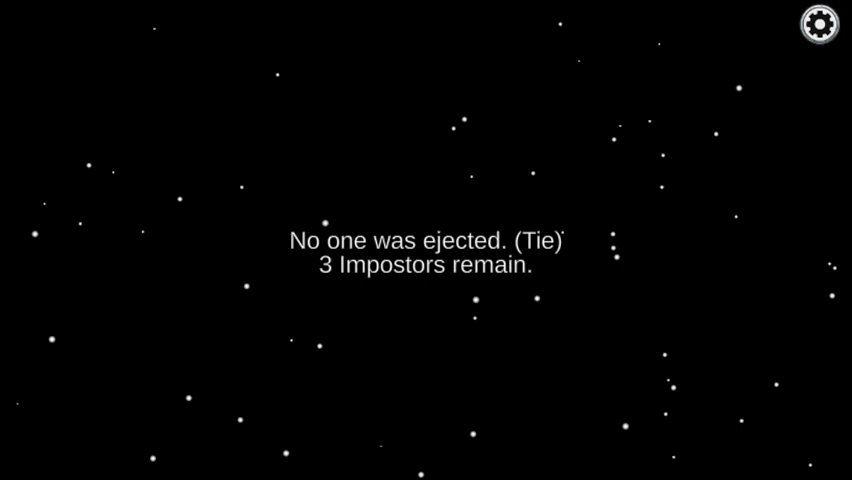 No one was ejected. (Tie)
3 Impostors remain.